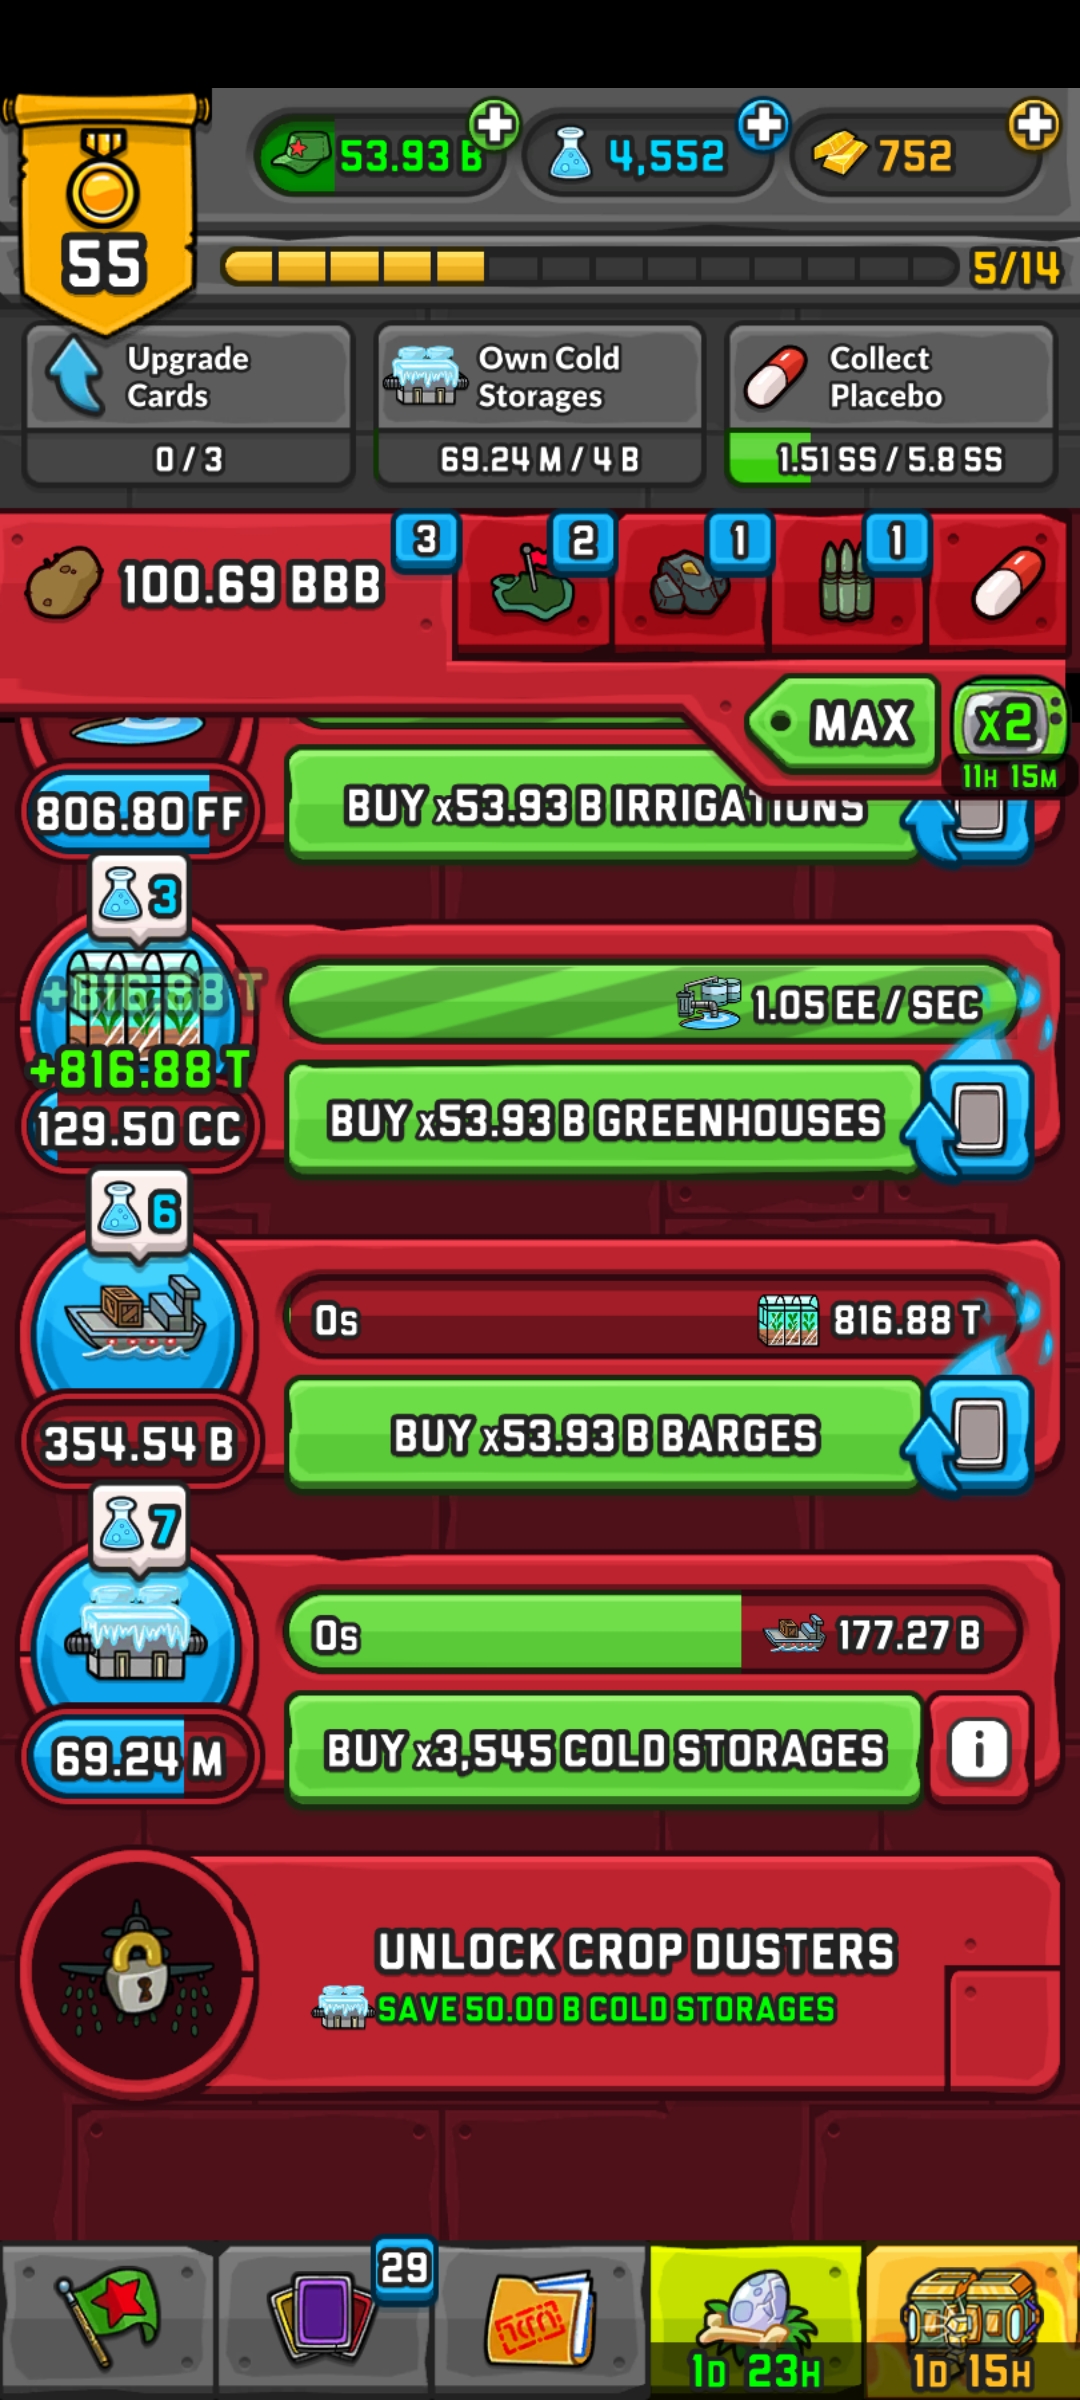 53.93 B
4,552
752
55
5/14
Upgrade
Cards
0 / 3
Own Cold
Storages
69.24 M / 4 B
Collect
Placebo
1.51 SS / 5.8 SS
100.69 BBB
3
2
1
1
MAX
x2
11H 15M
806.80 FF
BUY x53.93 B IRRIGATIONS
3
+816.88 T
+816.88 T
129.50 CC
1.05 EE / SEC
BUY x53.93 B GREENHOUSES
6
0s
816.88 T
354.54 B
BUY x53.93 B BARGES
7
0s
177.27 B
69.24 M
BUY x3,545 COLD STORAGES
i
UNLOCK CROP DUSTERS
SAVE 50.00 B COLD STORAGES
29
1D 23H
1D 15H